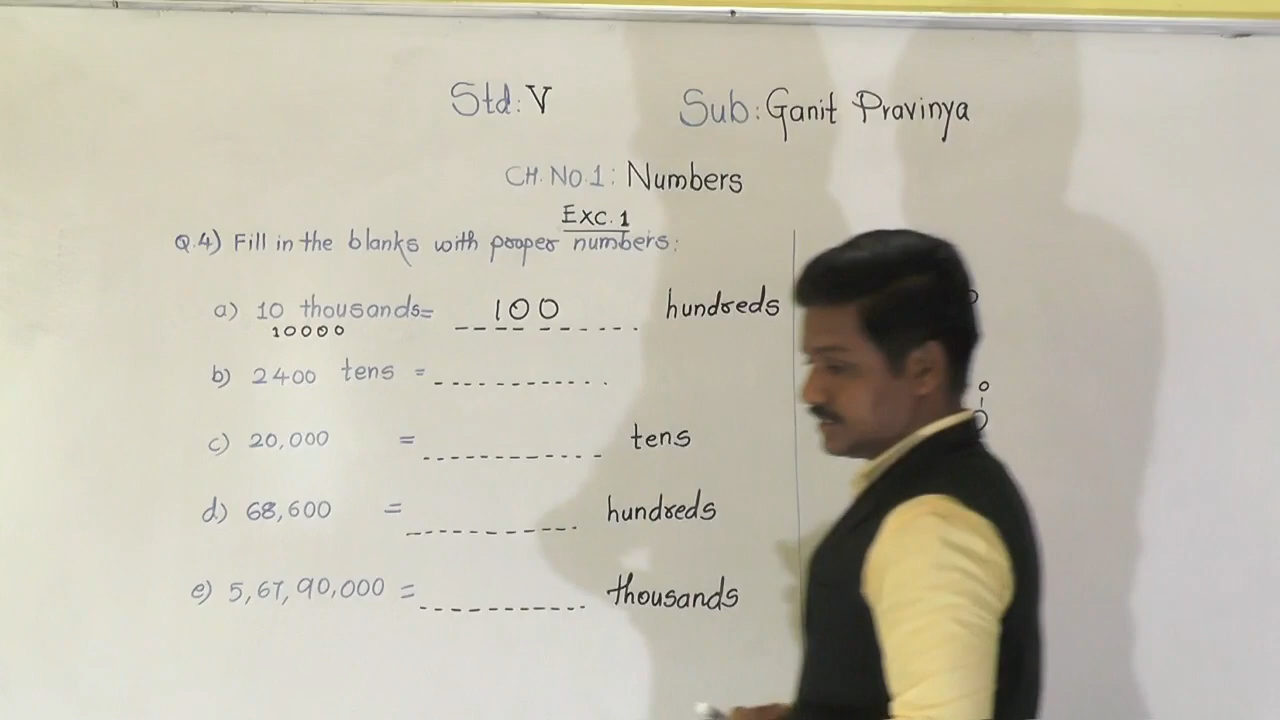 Std: V Sub: Ganit Pravinya
CH. NO. 1: Numbers
Exc. 1
Q.4) Fill in the blanks with proper numbers:
a) 10 thousands= 100 hundreds
10000
b) 2400 tens =
c) 20,000 = tens
d) 68,600 = hundreds
e) 5,67,90,000 = thousands